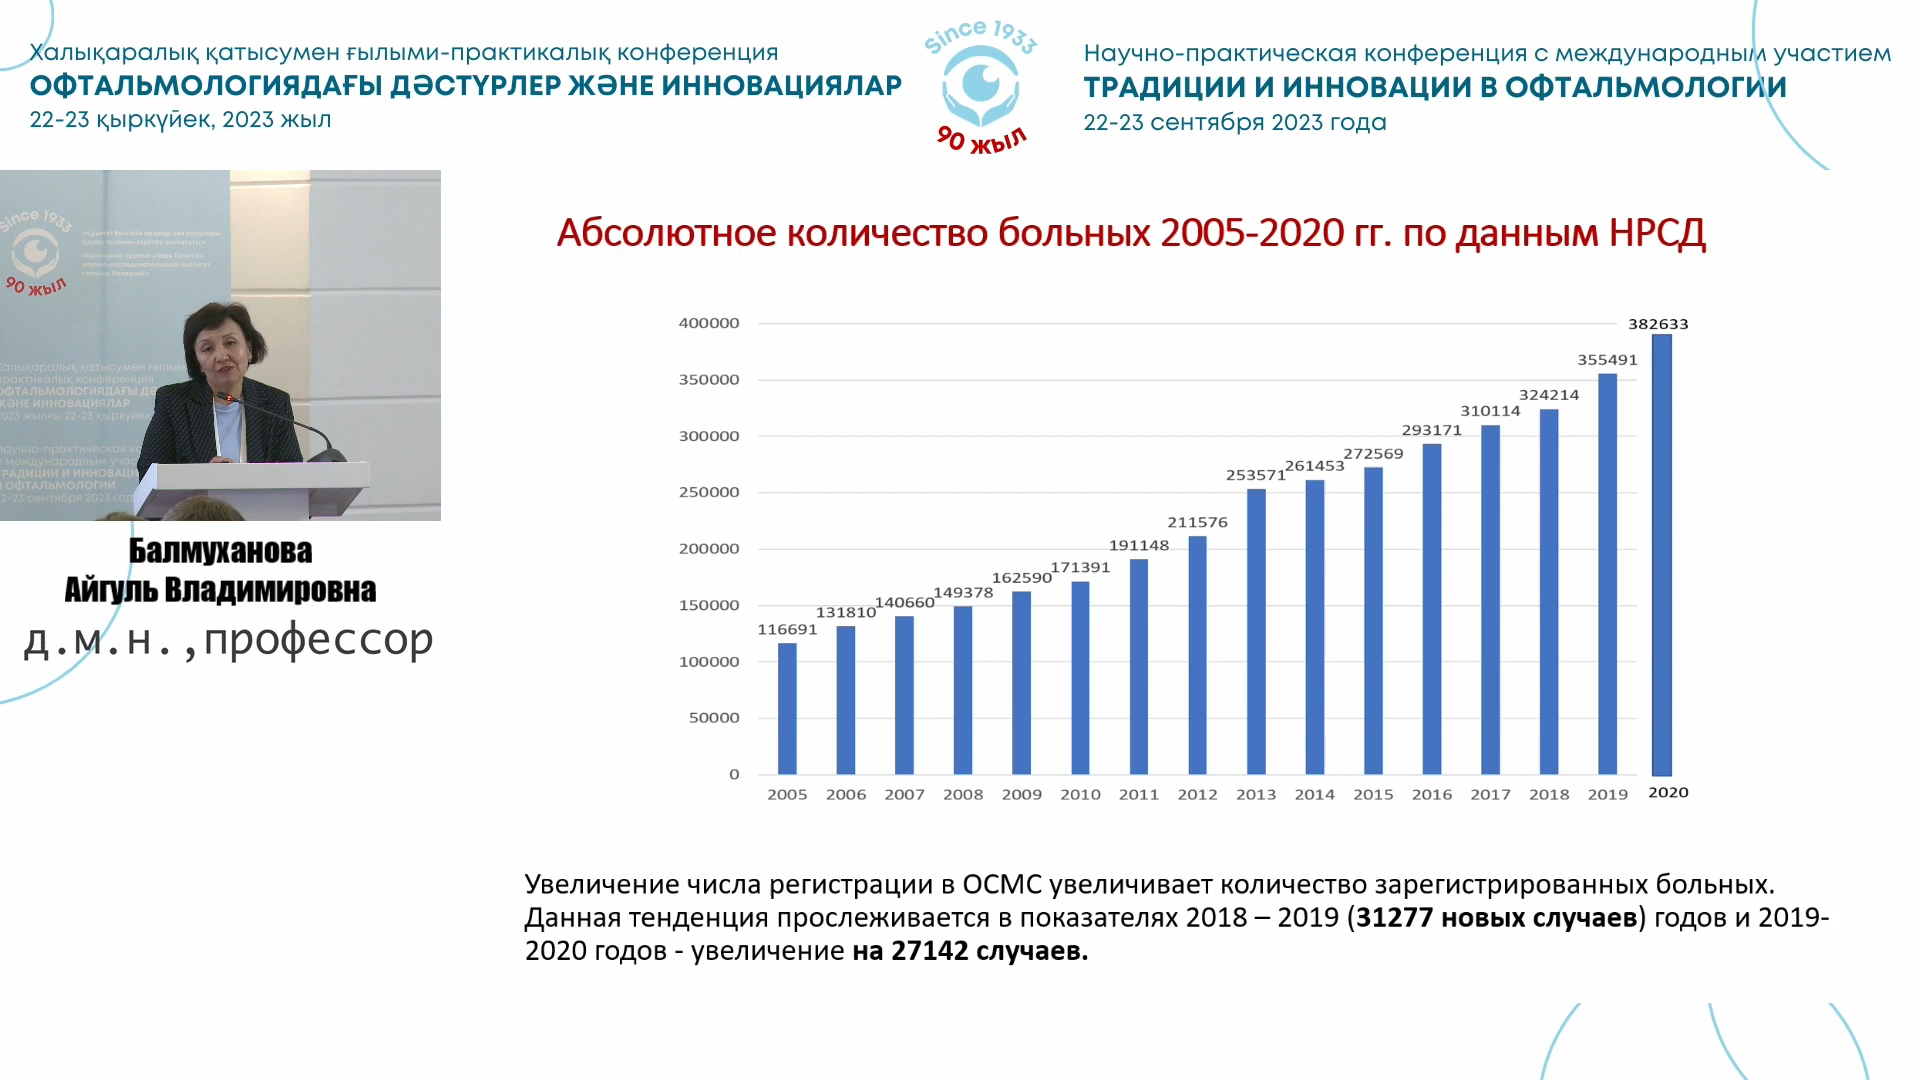 Халықаралық қатысумен ғылыми-практикалық конференция
ОФТАЛЬМОЛОГИЯДАҒЫ ДӘСТҮРЛЕР ЖӘНЕ ИННОВАЦИЯЛАР
22-23 қыркүйек, 2023 жыл
Since 1933
90 жыл
Научно-практическая конференция с международным участием
ТРАДИЦИИ И ИННОВАЦИИ В ОФТАЛЬМОЛОГИИ
22-23 сентября 2023 года
Since 1933
90 жыл
Балмуханова
Айгуль Владимировна
д.м.н.,профессор
Абсолютное количество больных 2005-2020 гг. по данным НРСД
400000
350000
300000
250000
200000
150000
100000
50000
0
116691
131810
140660
149378
162590
171391
191148
211576
253571
261453
272569
293171
310114
324214
355491
382633
2005 2006 2007 2008 2009 2010 2011 2012 2013 2014 2015 2016 2017 2018 2019 2020
Увеличение числа регистрации в ОСМС увеличивает количество зарегистрированных больных.
Данная тенденция прослеживается в показателях 2018 – 2019 (31277 новых случаев) годов и 2019-
2020 годов - увеличение на 27142 случаев.